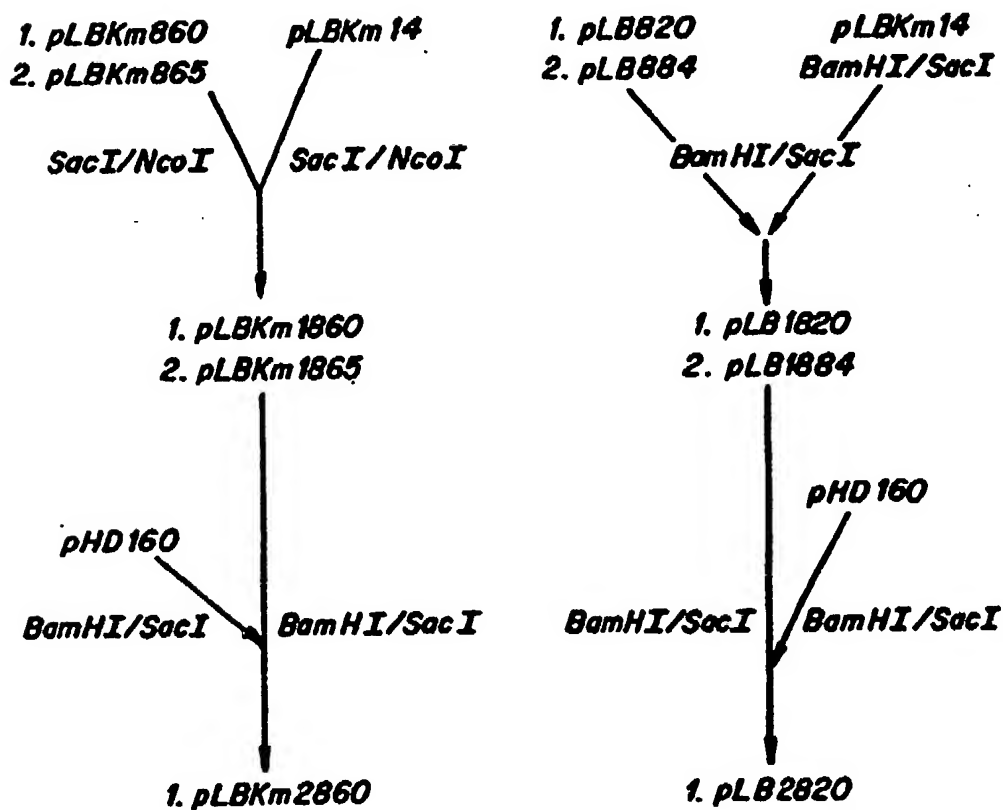 1. pLBKm860
2. pLBKm865
pLBKm14
SacI/NcoI
SacI/NcoI
1. pLBKm1860
2. pLBKm1865
pHD160
BamHI/SacI
BamHI/SacI
1. pLBKm2860
1. pLB820
2. pLB884
pLBKm14
BamHI/SacI
BamHI/SacI
1. pLB1820
2. pLB1884
pHD160
BamHI/SacI
BamHI/SacI
1. pLB2820